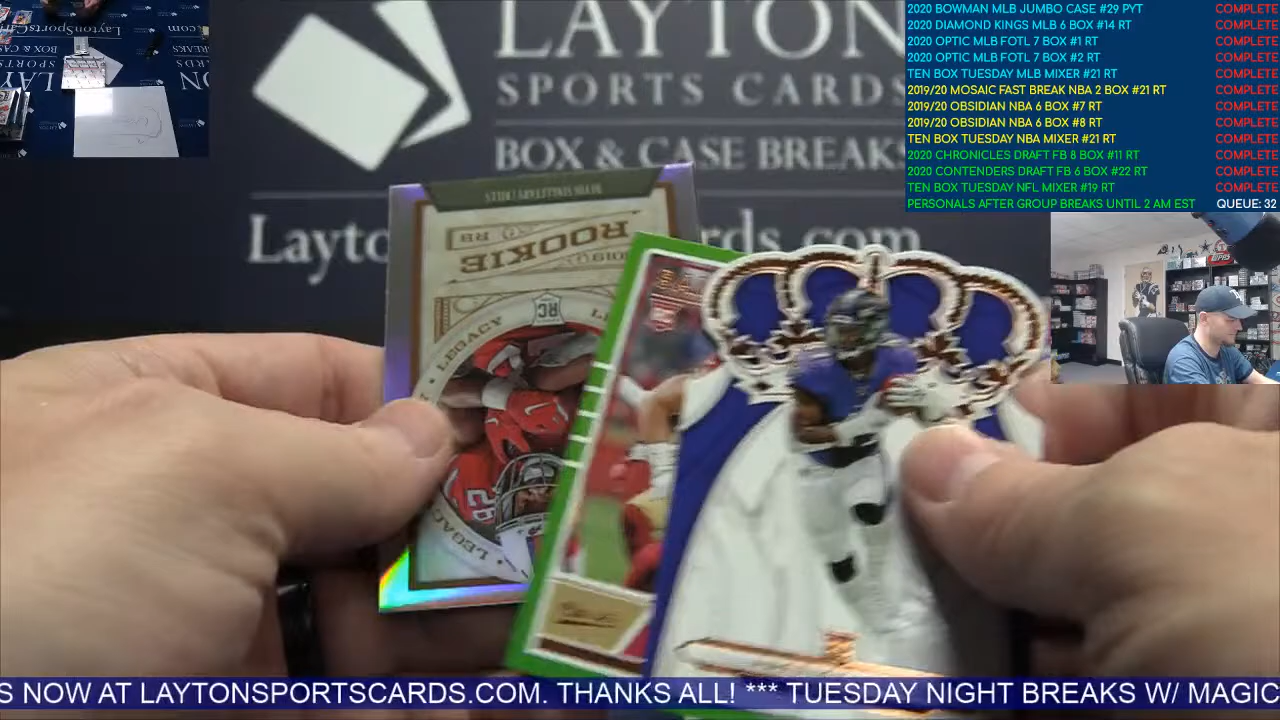 LAYTON
SPORTS CARDS
BOX & CASE BREAKS
2020 BOWMAN MLB JUMBO CASE #29 PYT COMPLETE
2020 DIAMOND KINGS MLB 6 BOX #14 RT COMPLETE
2020 OPTIC MLB FOTL 7 BOX #1 RT COMPLETE
2020 OPTIC MLB FOTL 7 BOX #2 RT COMPLETE
TEN BOX TUESDAY MLB MIXER #21 RT COMPLETE
2019/20 MOSAIC FAST BREAK NBA 2 BOX #21 RT COMPLETE
2019/20 OBSIDIAN NBA 6 BOX #7 RT COMPLETE
2019/20 OBSIDIAN NBA 6 BOX #8 RT COMPLETE
TEN BOX TUESDAY NBA MIXER #21 RT COMPLETE
2020 CHRONICLES DRAFT FB 8 BOX #11 RT COMPLETE
2020 CONTENDERS DRAFT FB 6 BOX #22 RT COMPLETE
TEN BOX TUESDAY NFL MIXER #19 RT COMPLETE
PERSONALS AFTER GROUP BREAKS UNTIL 2 AM EST QUEUE: 32
Layto rds.com
ROOKIE
RB
2019
RC
LEGACY
26
S NOW AT LAYTONSPORTSCARDS.COM. THANKS ALL! *** TUESDAY NIGHT BREAKS W/ MAGIC